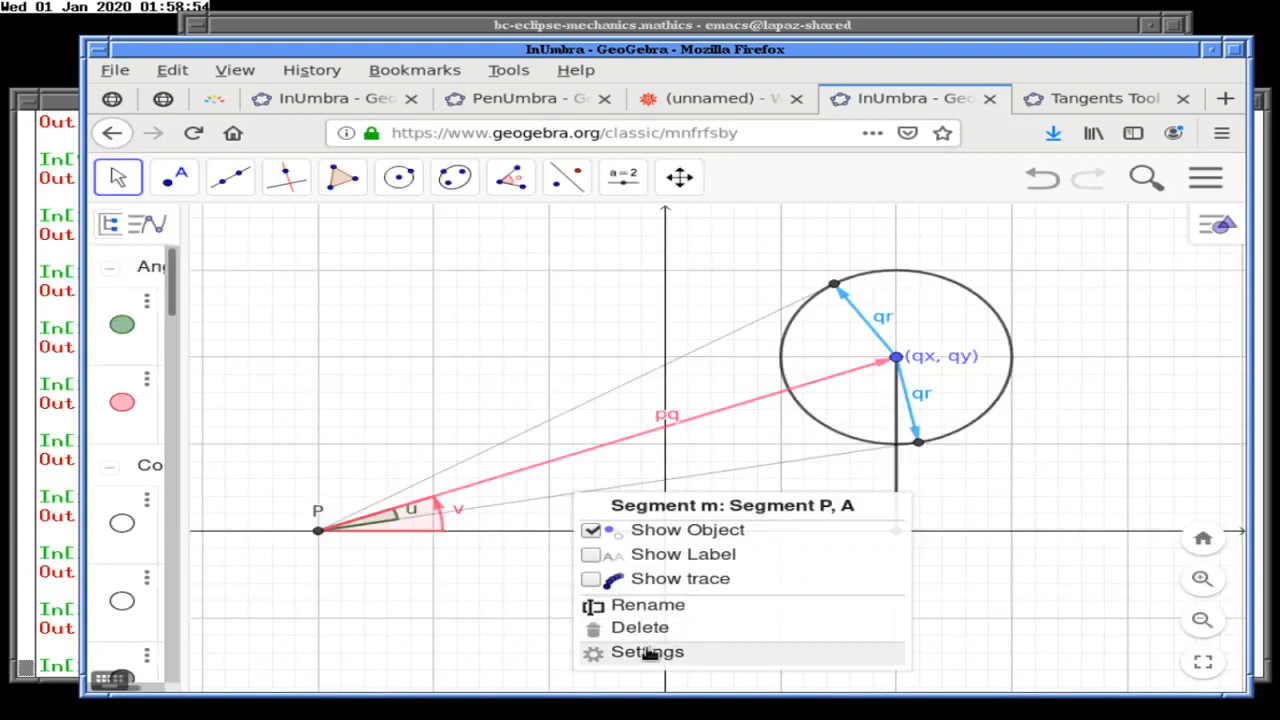 Wed 01 Jan 2020 01:58:54
bc-eclipse-mechanics.mathics - emacs@lapaz-shared
InUmbra - GeoGebra - Mozilla Firefox
File Edit View History Bookmarks Tools Help
InUmbra - Geo PenUmbra - G (unnamed) - W InUmbra - Geo Tangents Tool
https://www.geogebra.org/classic/mnfrfsby
A a=2
Out
In[
Out
In[
Out
In[
Out
In[
Out
In[
Out
In[
Out
In[
Out
In[
Out
In[
Out
In[
Ang
Co
qr
(qx, qy)
qr
pq
P
u
v
Segment m: Segment P, A
Show Object
AA Show Label
Show trace
Rename
Delete
Settings